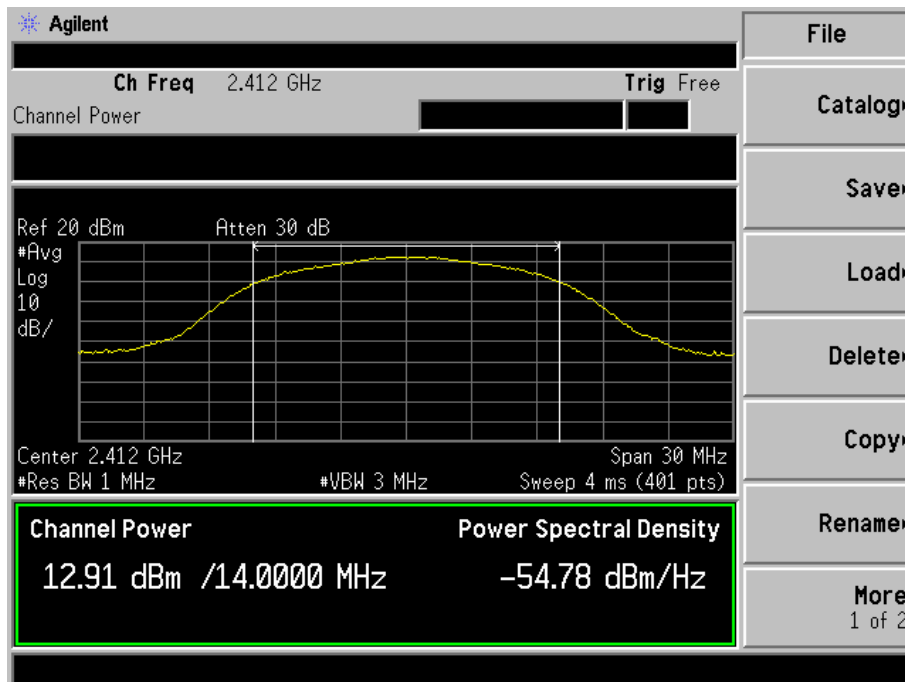 Agilent
File
Ch Freq 2.412 GHz Trig Free
Channel Power
Catalog
Save
Ref 20 dBm Atten 30 dB
#Avg
Log
10
dB/
Load
Delete
Copy
Center 2.412 GHz Span 30 MHz
#Res BW 1 MHz #VBW 3 MHz Sweep 4 ms (401 pts)
Channel Power Power Spectral Density
12.91 dBm /14.0000 MHz -54.78 dBm/Hz
Rename
More
1 of 2